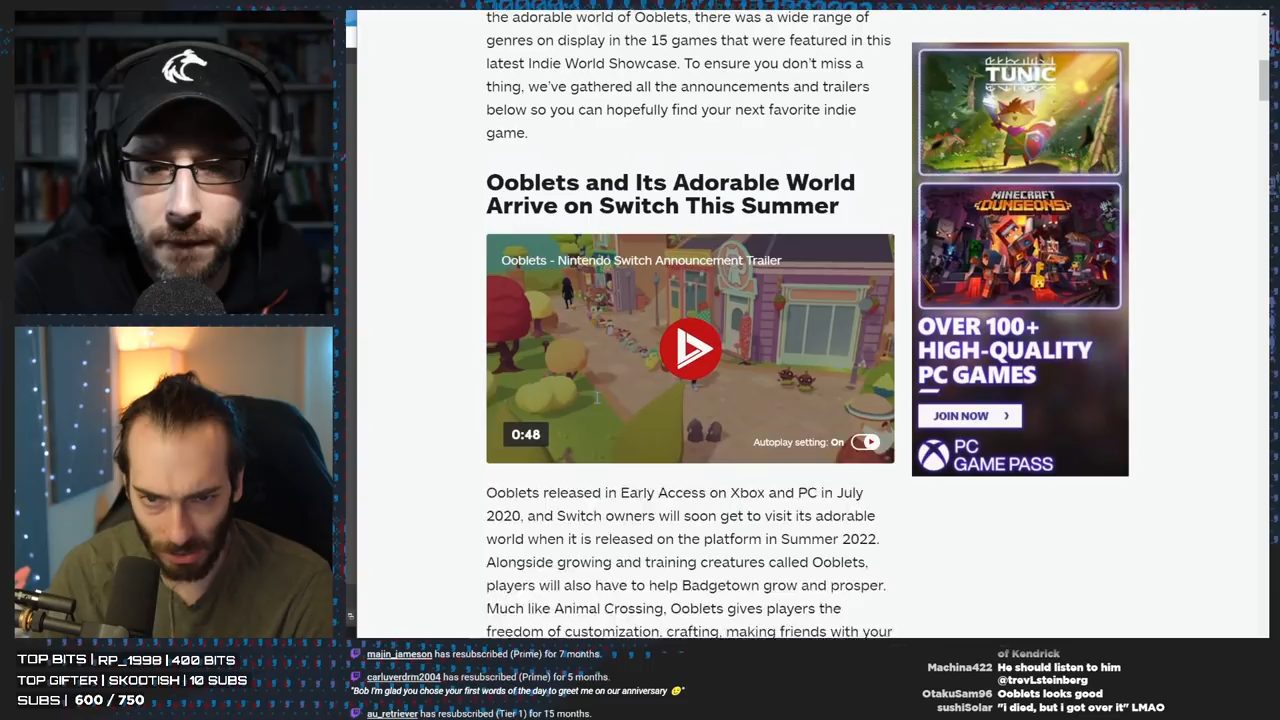 the adorable world of Ooblets, there was a wide range of
genres on display in the 15 games that were featured in this
latest Indie World Showcase. To ensure you don't miss a
thing, we've gathered all the announcements and trailers
below so you can hopefully find your next favorite indie
game.
Ooblets and Its Adorable World
Arrive on Switch This Summer
Ooblets - Nintendo Switch Announcement Trailer
0:48
Autoplay setting: On
Ooblets released in Early Access on Xbox and PC in July
2020, and Switch owners will soon get to visit its adorable
world when it is released on the platform in Summer 2022.
Alongside growing and training creatures called Ooblets,
players will also have to help Badgetown grow and prosper.
Much like Animal Crossing, Ooblets gives players the
freedom of customization, crafting, making friends with your
TUNIC
MINECRAFT
DUNGEONS
OVER 100+
HIGH-QUALITY
PC GAMES
JOIN NOW
PC
GAME PASS
TOP BITS | RP_1998 | 400 BITS
TOP GIFTER | SKOOTISH | 10 SUBS
SUBS | 600 / 750
majin_jameson has resubscribed (Prime) for 7 months.
carluverdrm2004 has resubscribed (Prime) for 5 months.
"Bob I'm glad you chose your first words of the day to greet me on our anniversary 🙂"
au_retriever has resubscribed (Tier 1) for 15 months.
of Kendrick
Machina422 He should listen to him
@trevLsteinberg
OtakuSam96 Ooblets looks good
sushiSolar "i died, but i got over it" LMAO